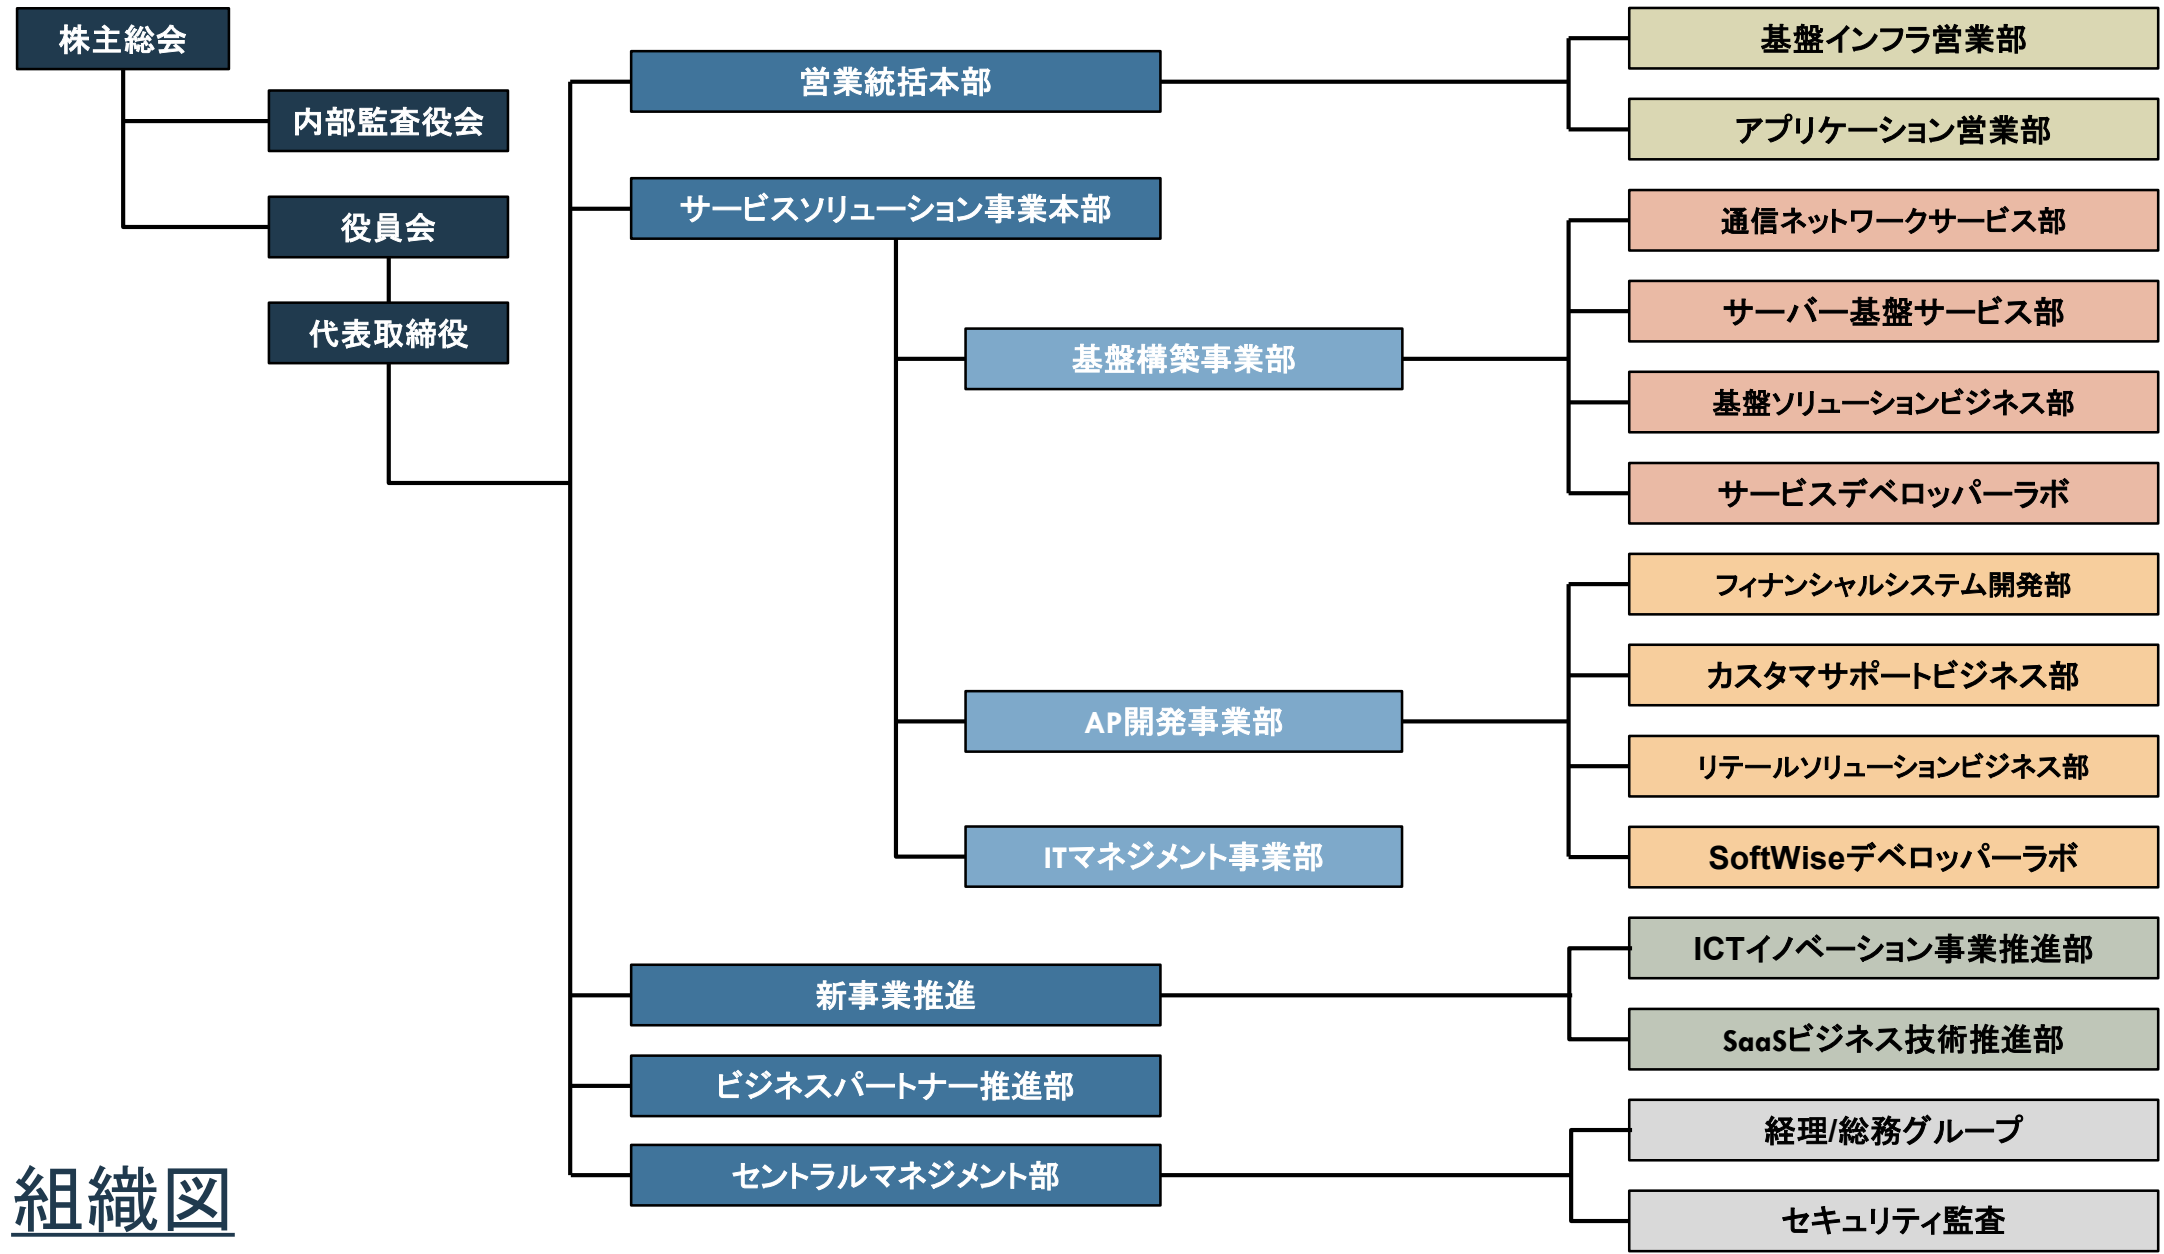 株主総会
内部監査役会
役員会
代表取締役
営業統括本部
基盤インフラ営業部
アプリケーション営業部
サービスソリューション事業本部
基盤構築事業部
通信ネットワークサービス部
サーバー基盤サービス部
基盤ソリューションビジネス部
サービスデベロッパーラボ
AP開発事業部
フィナンシャルシステム開発部
カスタマサポートビジネス部
リテールソリューションビジネス部
SoftWiseデベロッパーラボ
ITマネジメント事業部
新事業推進
ICTイノベーション事業推進部
SaaSビジネス技術推進部
ビジネスパートナー推進部
セントラルマネジメント部
経理/総務グループ
セキュリティ監査
組織図